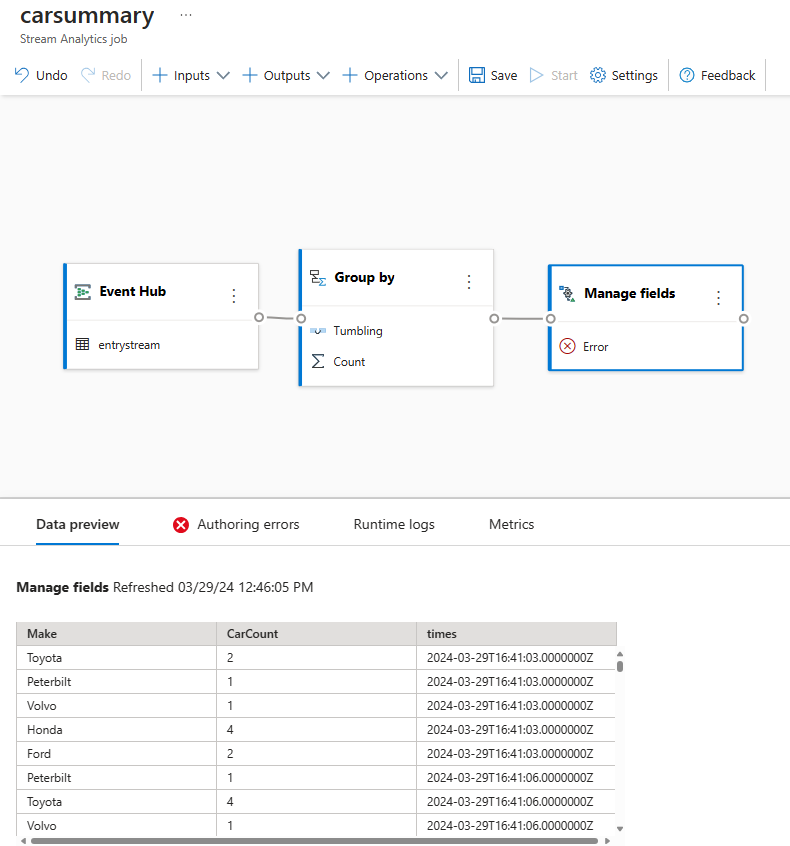 carsummary ...
Stream Analytics job
Undo Redo Inputs Outputs Operations Save Start Settings Feedback
Event Hub
entrystream
Group by
Tumbling
Count
Manage fields
Error
Data preview Authoring errors Runtime logs Metrics
Manage fields Refreshed 03/29/24 12:46:05 PM
Make CarCount times
Toyota 2 2024-03-29T16:41:03.0000000Z
Peterbilt 1 2024-03-29T16:41:03.0000000Z
Volvo 1 2024-03-29T16:41:03.0000000Z
Honda 4 2024-03-29T16:41:03.0000000Z
Ford 2 2024-03-29T16:41:03.0000000Z
Peterbilt 1 2024-03-29T16:41:06.0000000Z
Toyota 4 2024-03-29T16:41:06.0000000Z
Volvo 1 2024-03-29T16:41:06.0000000Z